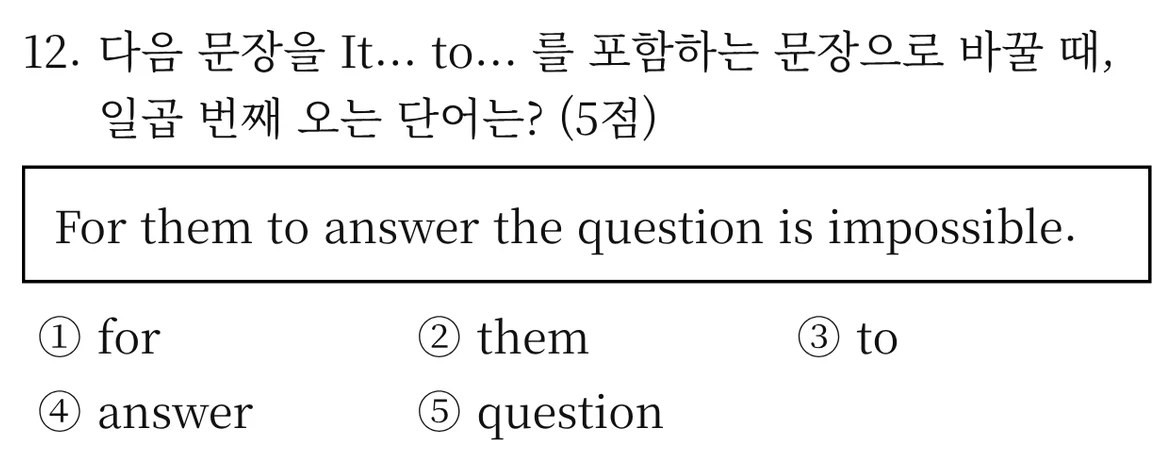 12. 다음 문장을 It... to... 를 포함하는 문장으로 바꿀 때,
일곱 번째 오는 단어는? (5점)
For them to answer the question is impossible.
① for ② them ③ to
④ answer ⑤ question